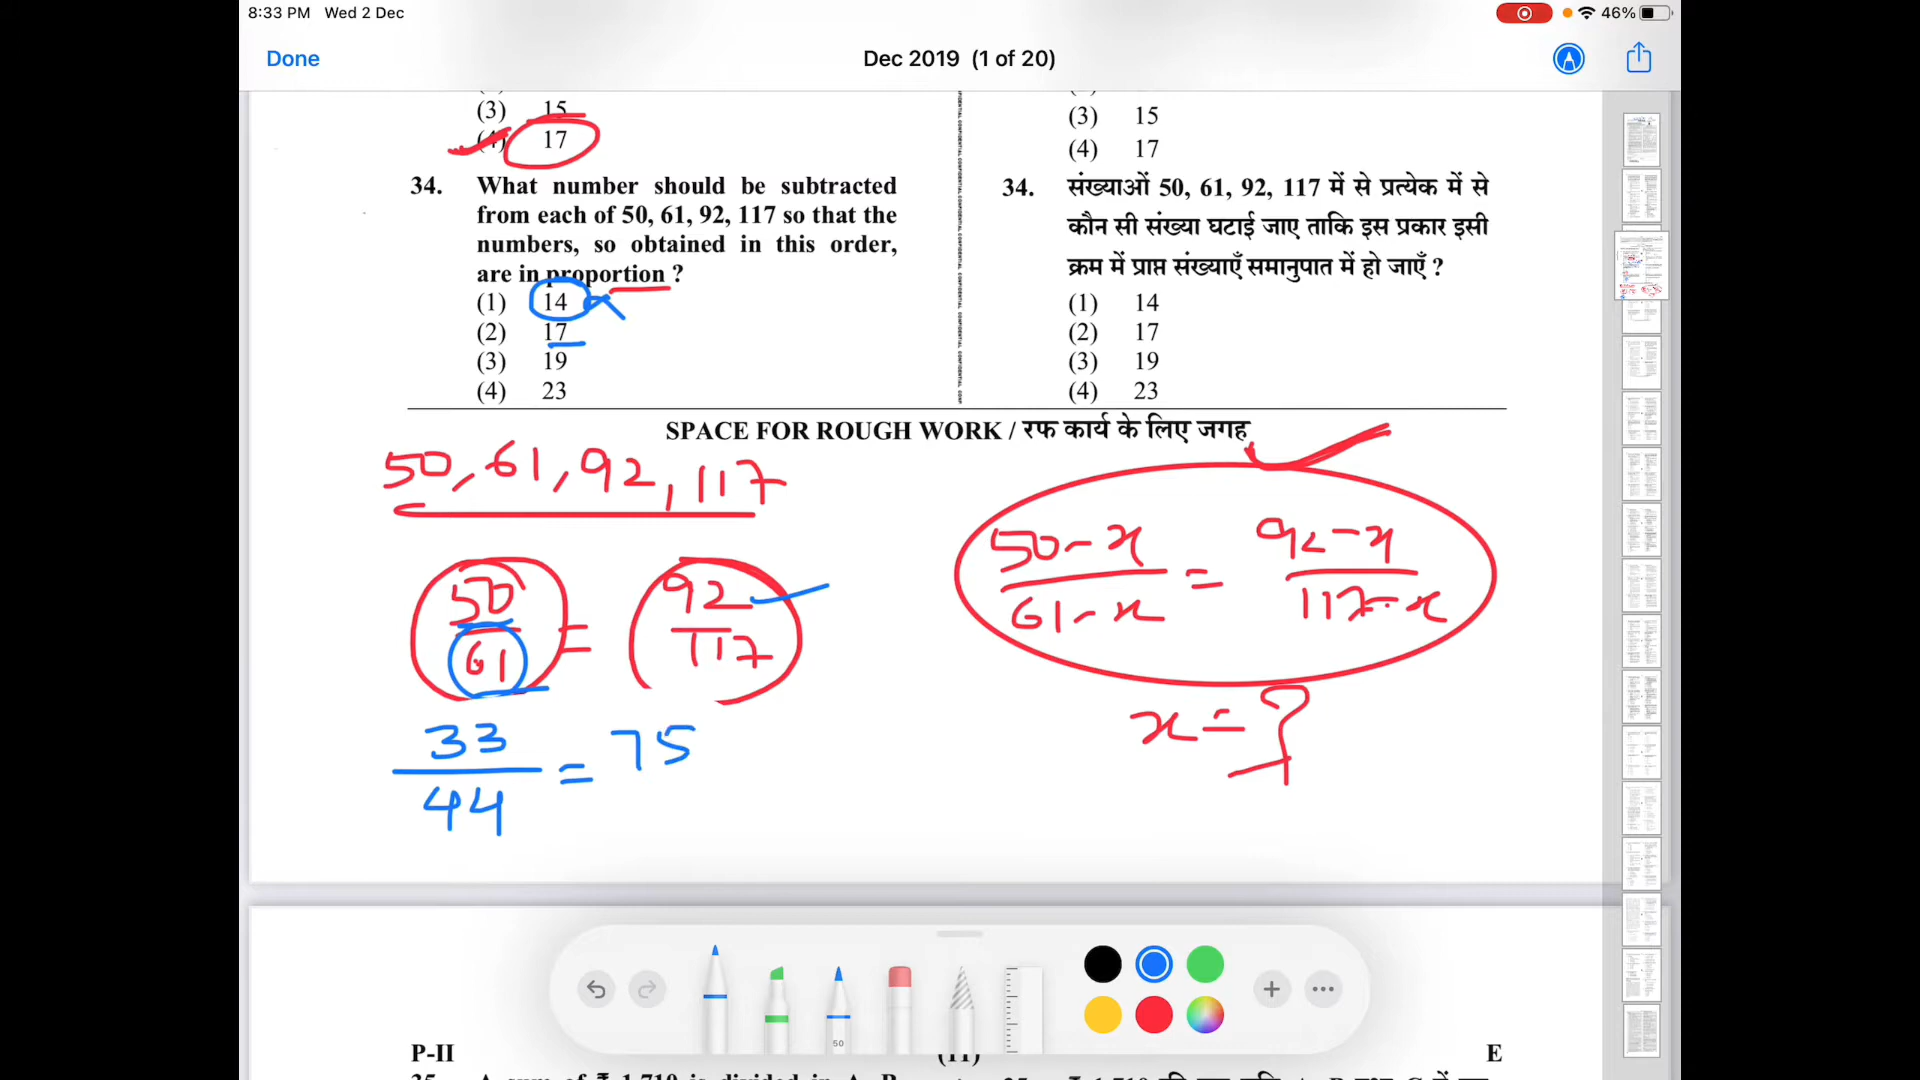 8:33 PM Wed 2 Dec
46%
Done
Dec 2019 (1 of 20)
(3) 15
(4) 17
34. What number should be subtracted
from each of 50, 61, 92, 117 so that the
numbers, so obtained in this order,
are in proportion ?
(1) 14
(2) 17
(3) 19
(4) 23
(3) 15
(4) 17
34. संख्याओं 50, 61, 92, 117 में से प्रत्येक में से
कौन सी संख्या घटाई जाए ताकि इस प्रकार इसी
क्रम में प्राप्त संख्याएँ समानुपात में हो जाएँ ?
(1) 14
(2) 17
(3) 19
(4) 23
SPACE FOR ROUGH WORK / रफ कार्य के लिए जगह
50, 61, 92, 117
50/61 = 92/117
33/44 = 75
50-x/61-x = 92-x/117-x
x = ?
50
P-II (11) E